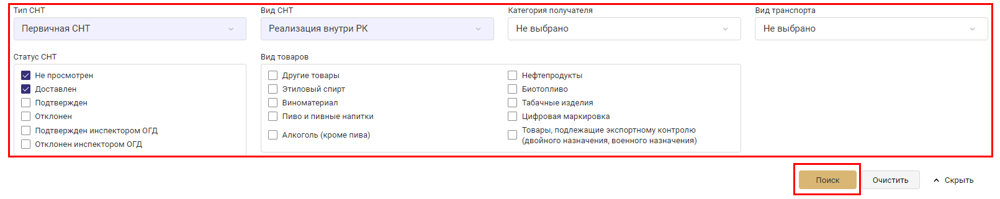 Тип СНТ
Вид СНТ
Категория получателя
Вид транспорта
Первичная СНТ
Реализация внутри РК
Не выбрано
Не выбрано
Статус СНТ
Не просмотрен
Доставлен
Подтвержден
Отклонен
Подтвержден инспектором ОГД
Отклонен инспектором ОГД
Вид товаров
Другие товары
Этиловый спирт
Виноматериал
Пиво и пивные напитки
Алкоголь (кроме пива)
Нефтепродукты
Биотопливо
Табачные изделия
Цифровая маркировка
Товары, подлежащие экспортному контролю
(двойного назначения, военного назначения)
Поиск
Очистить
Скрыть